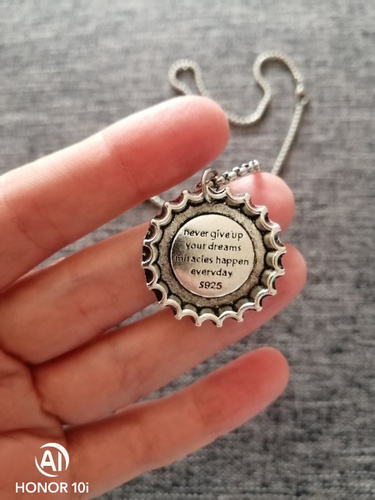 never give up
your dreams
miracles happen
everyday
S925
AI
HONOR 10i